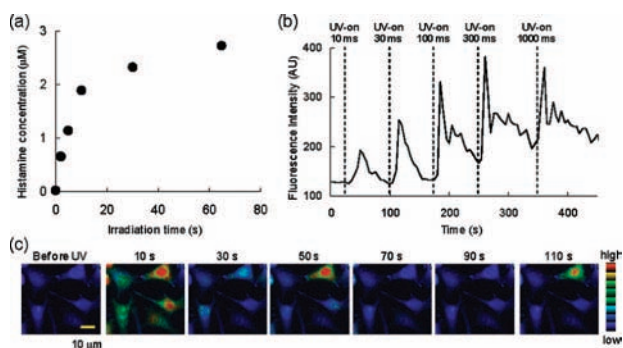 (a)
Histamine concentration (μM)
3
2
1
0
0 20 40 60 80
Irradiation time (s)
(b)
UV-on UV-on UV-on UV-on UV-on
10 ms 30 ms 100 ms 300 ms 1000 ms
Fluorescence Intensity (AU)
400
300
200
100
0 100 200 300 400
Time (s)
(c)
Before UV 10 s 30 s 50 s 70 s 90 s 110 s
high
low
10 μm